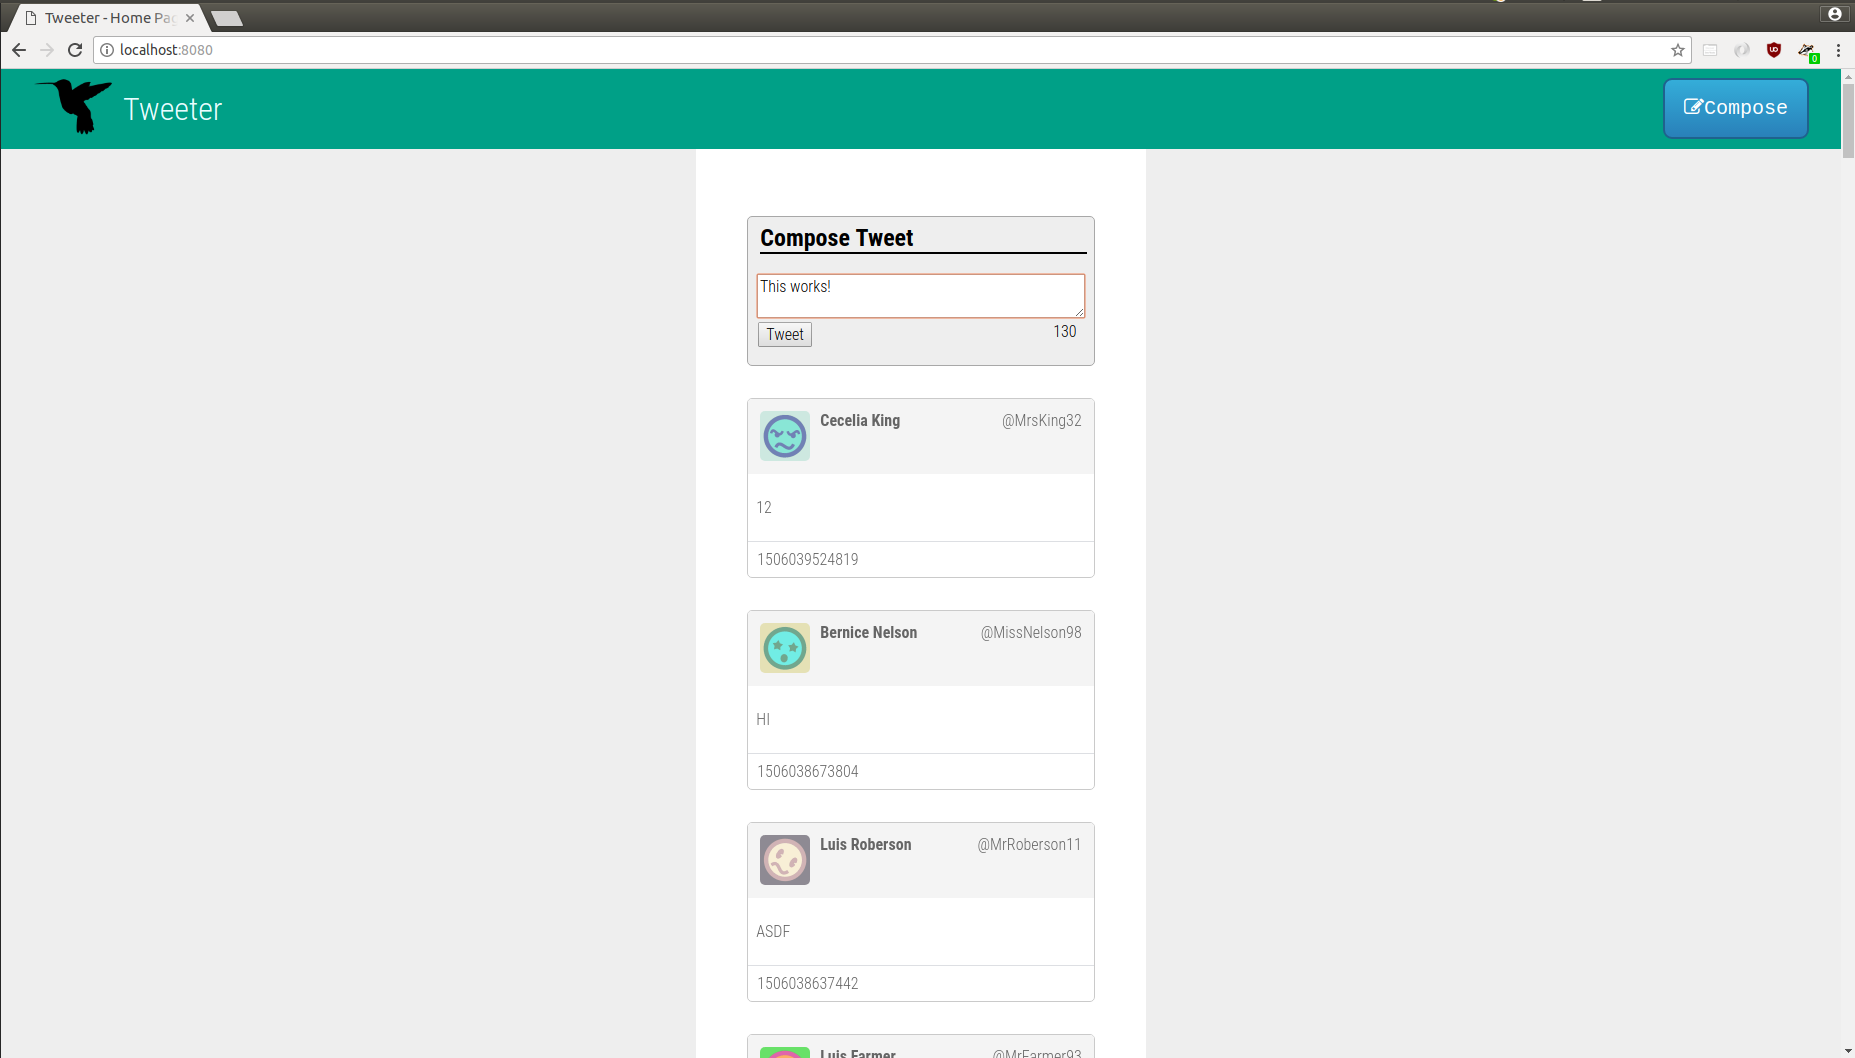 Tweeter - Home Pag
localhost:8080
0
Tweeter
Compose
Compose Tweet
This works!
Tweet 130
Cecelia King @MrsKing32
12
1506039524819
Bernice Nelson @MissNelson98
HI
1506038673804
Luis Roberson @MrRoberson11
ASDF
1506038637442
Luis Farmer @MrFarmer93